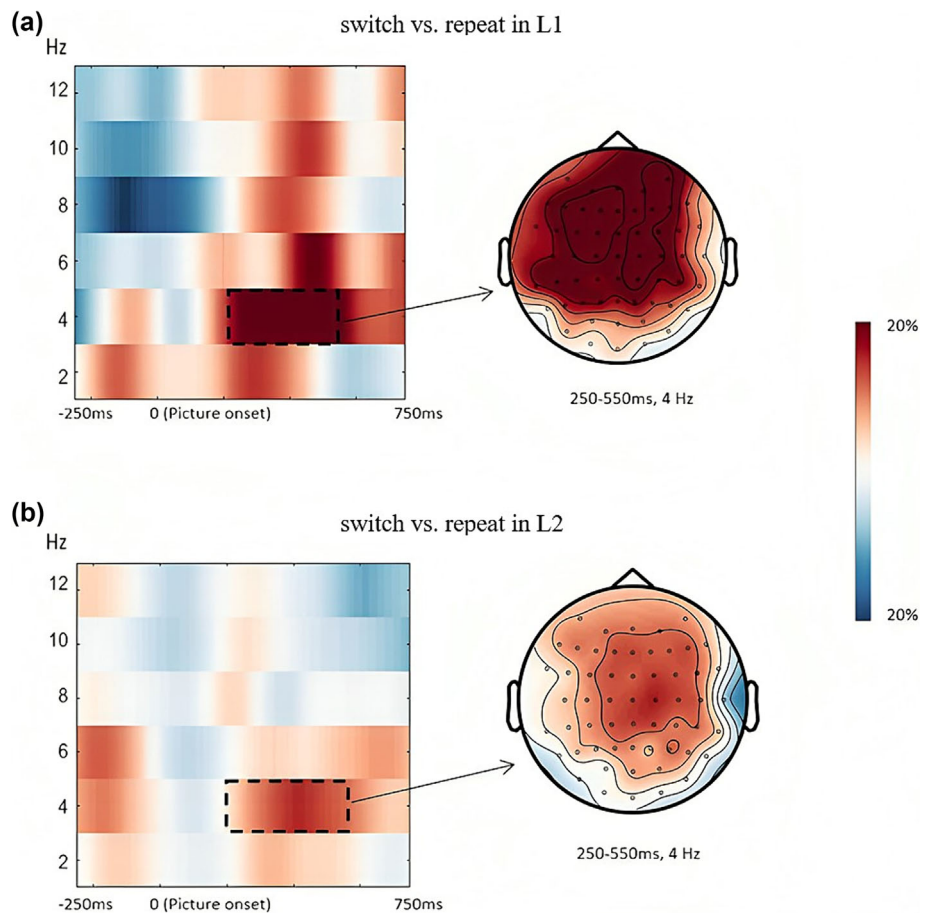 (a)
switch vs. repeat in L1
Hz
12
10
8
6
4
2
-250ms 0 (Picture onset) 750ms
250-550ms, 4 Hz
20%
20%
(b)
switch vs. repeat in L2
Hz
12
10
8
6
4
2
-250ms 0 (Picture onset) 750ms
250-550ms, 4 Hz